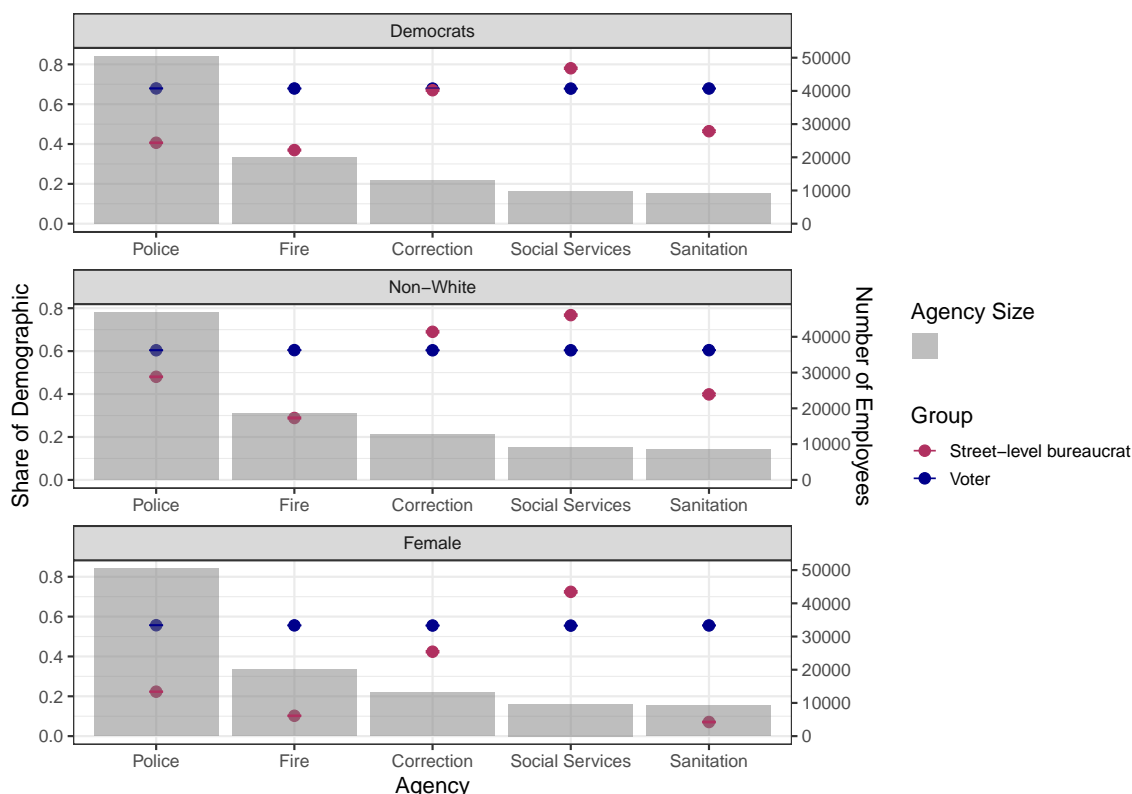 Democrats
0.8
0.6
0.4
0.2
0.0
50000
40000
30000
20000
10000
0
Police Fire Correction Social Services Sanitation
Non−White
0.8
0.6
0.4
0.2
0.0
40000
30000
20000
10000
0
Police Fire Correction Social Services Sanitation
Female
0.8
0.6
0.4
0.2
0.0
50000
40000
30000
20000
10000
0
Police Fire Correction Social Services Sanitation
Agency
Share of Demographic
Number of Employees
Agency Size
Group
Street−level bureaucrat
Voter